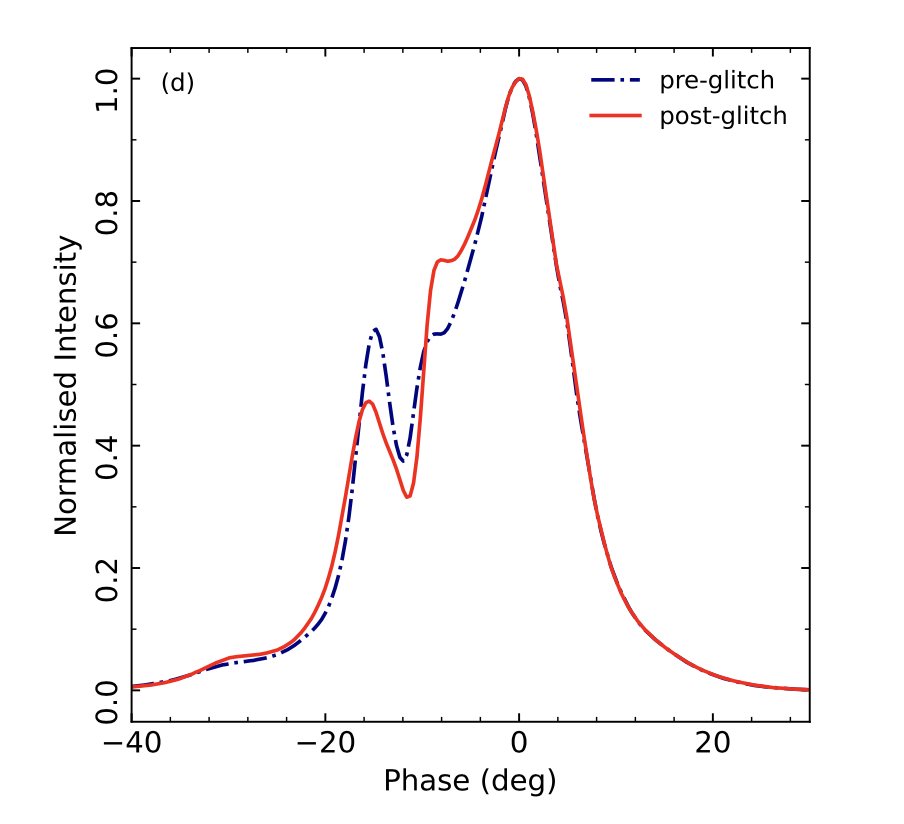 (d)
pre-glitch
post-glitch
Normalised Intensity
1.0
0.8
0.6
0.4
0.2
0.0
−40 −20 0 20
Phase (deg)